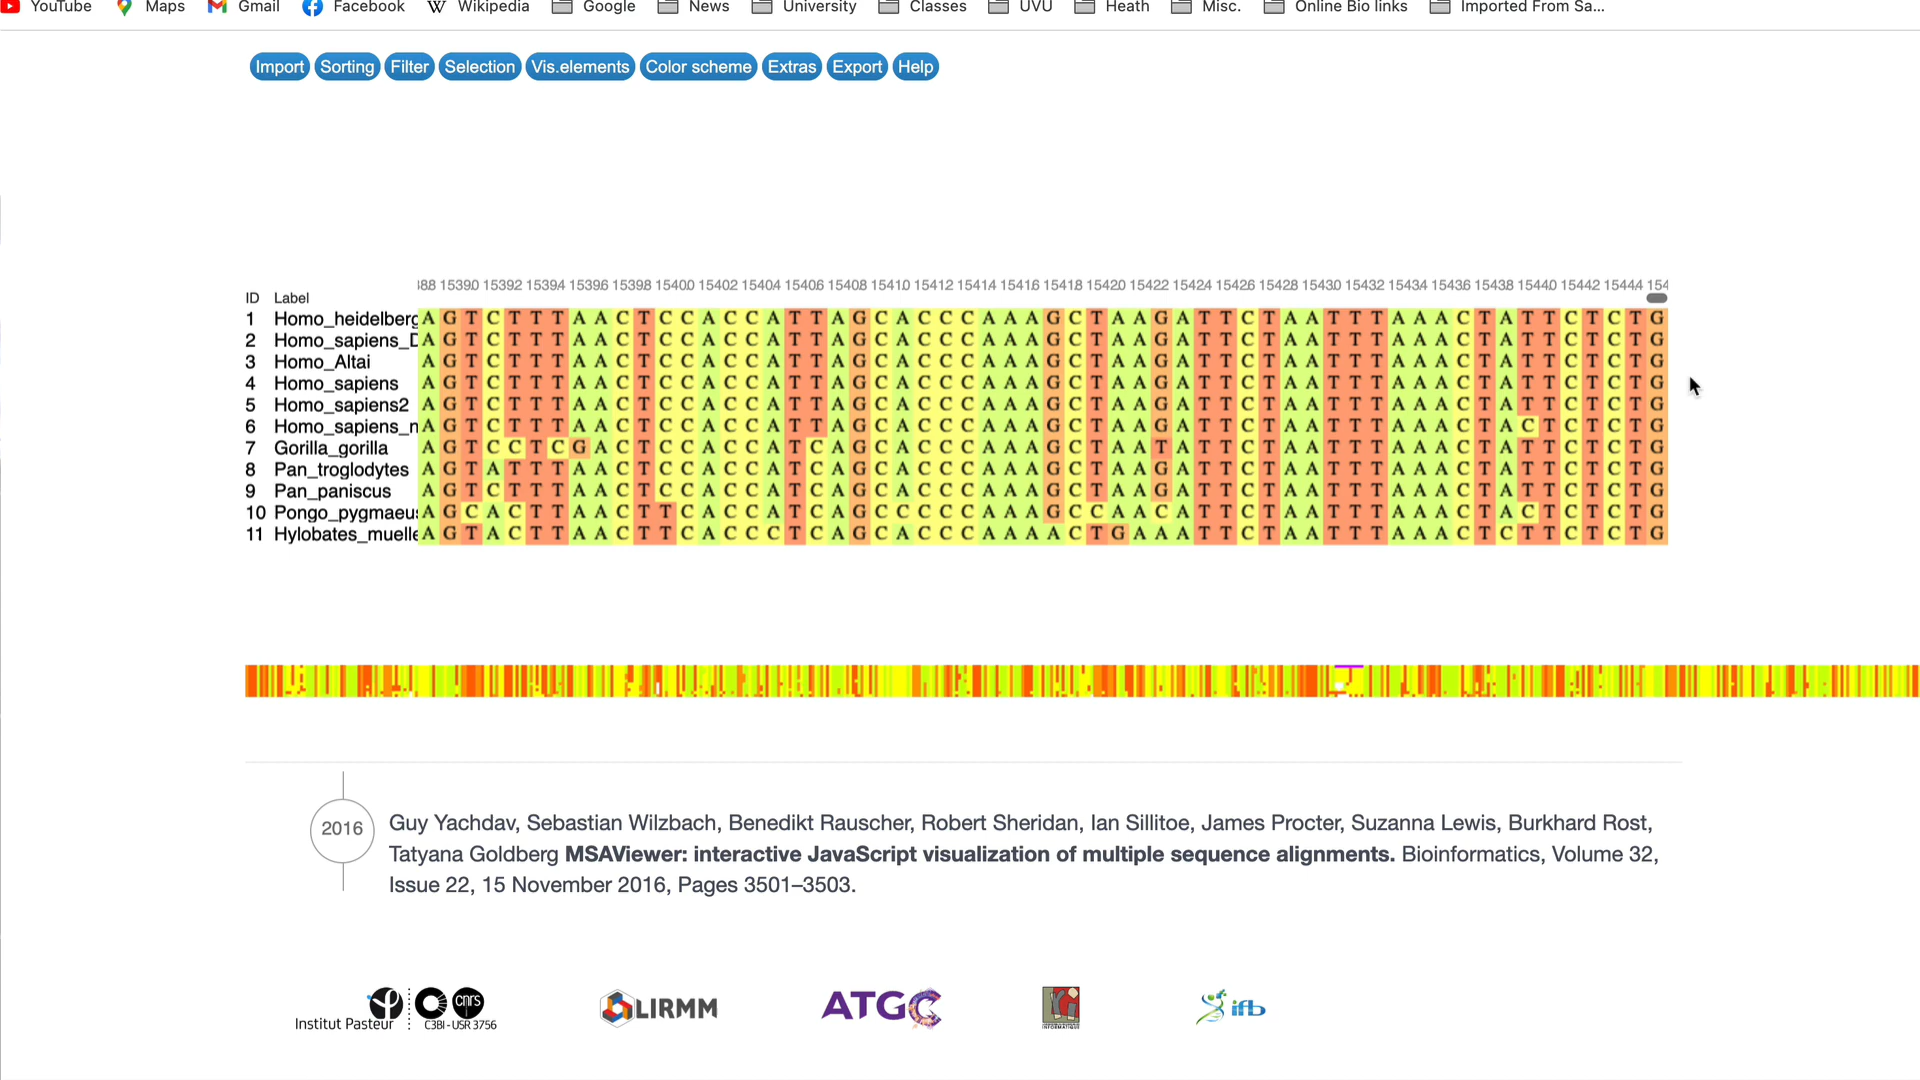 YouTube Maps Gmail Facebook Wikipedia Google News University Classes UVU Heath Misc. Online Bio links Imported From Sa...
Import Sorting Filter Selection Vis.elements Color scheme Extras Export Help
15390 15392 15394 15396 15398 15400 15402 15404 15406 15408 15410 15412 15414 15416 15418 15420 15422 15424 15426 15428 15430 15432 15434 15436 15438 15440 15442 15444 154
ID Label
1 Homo_heidelberg A G T C T T T A A C T C C A C C A T T A G C A C C C A A A G C T A A G A T T C T A A T T T A A A C T A T T C T C T G
2 Homo_sapiens_D A G T C T T T A A C T C C A C C A T T A G C A C C C A A A G C T A A G A T T C T A A T T T A A A C T A T T C T C T G
3 Homo_Altai A G T C T T T A A C T C C A C C A T T A G C A C C C A A A G C T A A G A T T C T A A T T T A A A C T A T T C T C T G
4 Homo_sapiens A G T C T T T A A C T C C A C C A T T A G C A C C C A A A G C T A A G A T T C T A A T T T A A A C T A T T C T C T G
5 Homo_sapiens2 A G T C T T T A A C T C C A C C A T T A G C A C C C A A A G C T A A G A T T C T A A T T T A A A C T A T T C T C T G
6 Homo_sapiens_n A G T C T T T A A C T C C A C C A T T A G C A C C C A A A G C T A A G A T T C T A A T T T A A A C T A C T C T C T G
7 Gorilla_gorilla A G T C C T C G A C T C C A C C A T C A G C A C C C A A A G C T A A T A T T C T A A T T T A A A C T A T T C T C T G
8 Pan_troglodytes A G T A T T T A A C T C C A C C A T C A G C A C C C A A A G C T A A G A T T C T A A T T T A A A C T A T T C T C T G
9 Pan_paniscus A G T C T T T A A C T C C A C C A T C A G C A C C C A A A G C T A A G A T T C T A A T T T A A A C T A T T C T C T G
10 Pongo_pygmaeu A G C A C T T A A C T T C A C C A T C A G C C C C C A A A G C C A A C A T T C T A A T T T A A A C T A C T C T C T G
11 Hylobates_muelle A G T A C T T A A C T T C A C C C T C A G C A C C C A A A A C T G A A A T T C T A A T T T A A A C T C T T C T C T G
2016
Guy Yachdav, Sebastian Wilzbach, Benedikt Rauscher, Robert Sheridan, Ian Sillitoe, James Procter, Suzanna Lewis, Burkhard Rost,
Tatyana Goldberg MSAViewer: interactive JavaScript visualization of multiple sequence alignments. Bioinformatics, Volume 32,
Issue 22, 15 November 2016, Pages 3501–3503.
cnrs
Institut Pasteur C3BI - USR 3756
LIRMM
ATGC
ifb